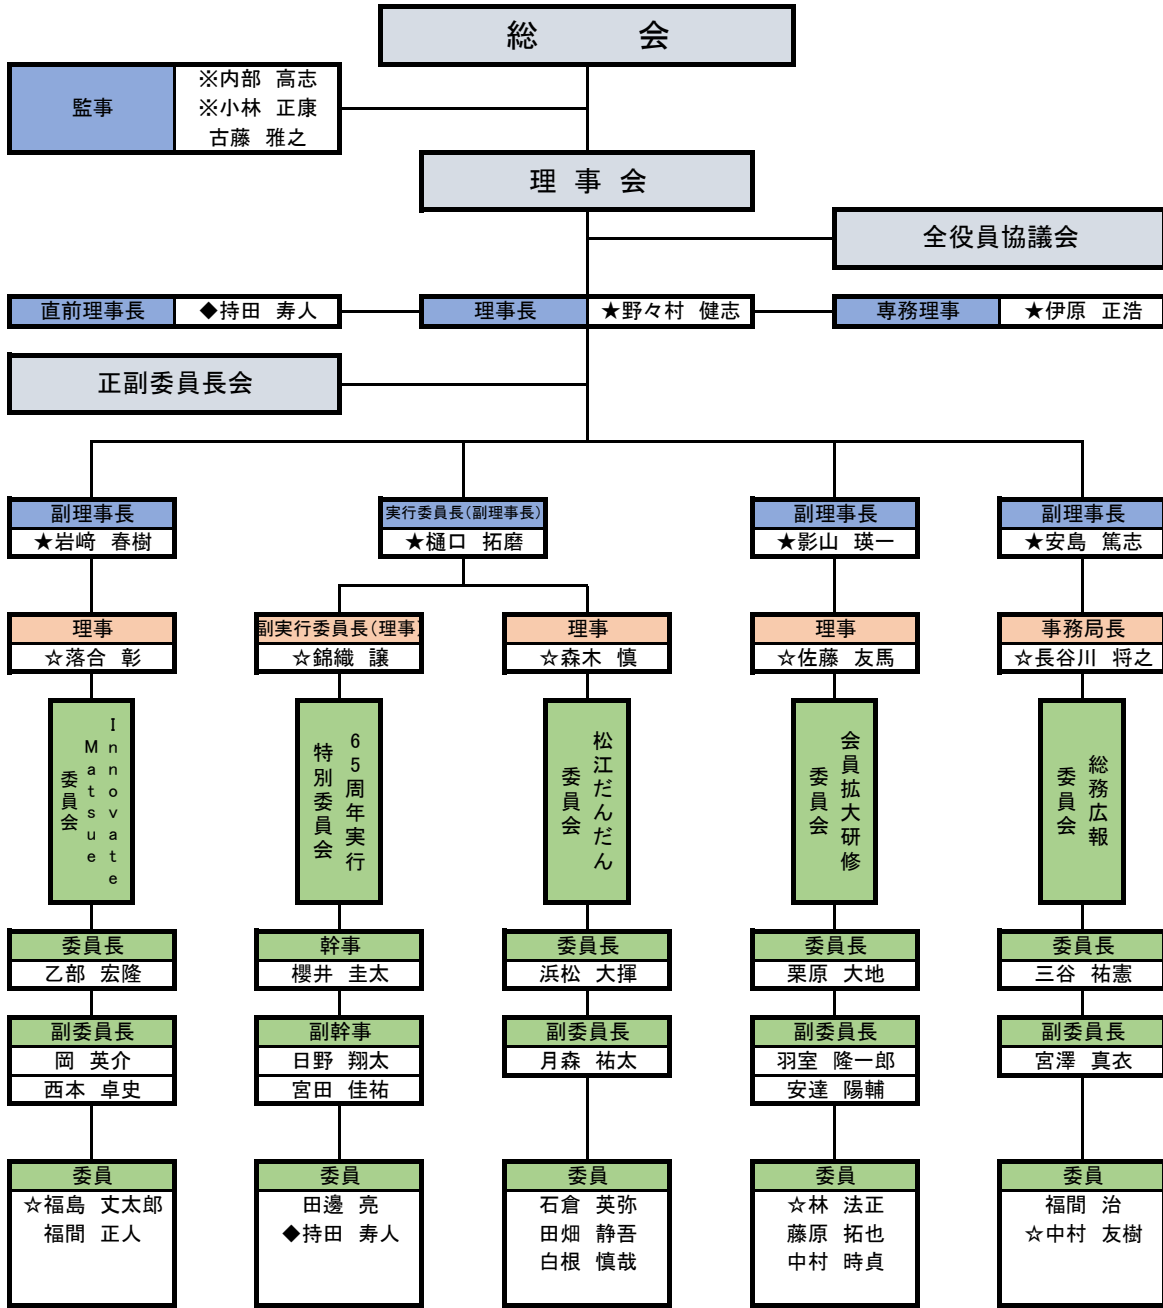 総　会
監事
※内部 高志
※小林 正康
古藤 雅之
理 事 会
全役員協議会
直前理事長 ◆持田 寿人
理事長 ★野々村 健志
専務理事 ★伊原 正浩
正副委員長会
副理事長
★岩﨑 春樹
実行委員長(副理事長)
★樋口 拓磨
副理事長
★影山 瑛一
副理事長
★安島 篤志
理事
☆落合 彰
副実行委員長(理事)
☆錦織 譲
理事
☆森木 慎
理事
☆佐藤 友馬
事務局長
☆長谷川 将之
Innovate
Matsue
委員会
65周年実行
特別委員会
松江だんだん
委員会
会員拡大研修
委員会
総務広報
委員会
委員長
乙部 宏隆
幹事
櫻井 圭太
委員長
浜松 大揮
委員長
栗原 大地
委員長
三谷 祐憲
副委員長
岡 英介
西本 卓史
副幹事
日野 翔太
宮田 佳祐
副委員長
月森 祐太
副委員長
羽室 隆一郎
安達 陽輔
副委員長
宮澤 真衣
委員
☆福島 丈太郎
福間 正人
委員
田邊 亮
◆持田 寿人
委員
石倉 英弥
田畑 静吾
白根 慎哉
委員
☆林 法正
藤原 拓也
中村 時貞
委員
福間 治
☆中村 友樹